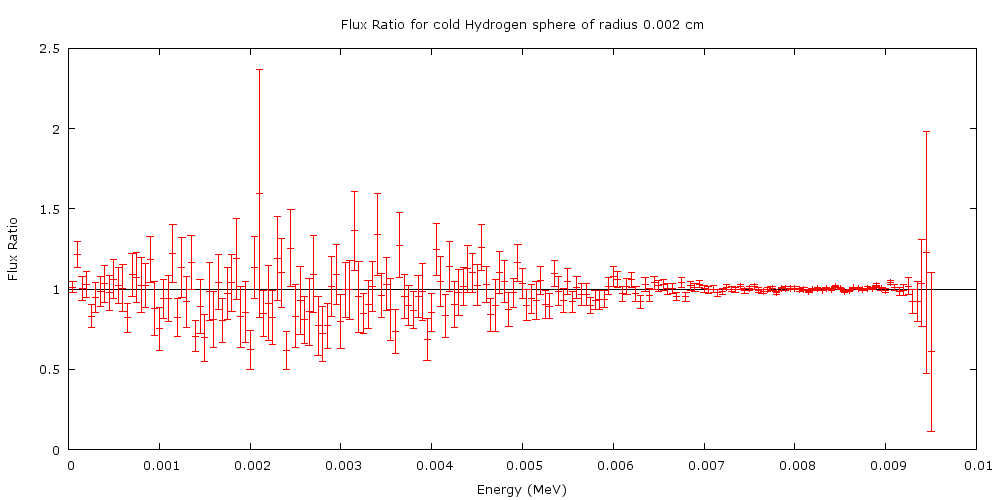 Flux Ratio for cold Hydrogen sphere of radius 0.002 cm
2.5
2
1.5
1
0.5
0
Flux Ratio
0 0.001 0.002 0.003 0.004 0.005 0.006 0.007 0.008 0.009 0.01
Energy (MeV)